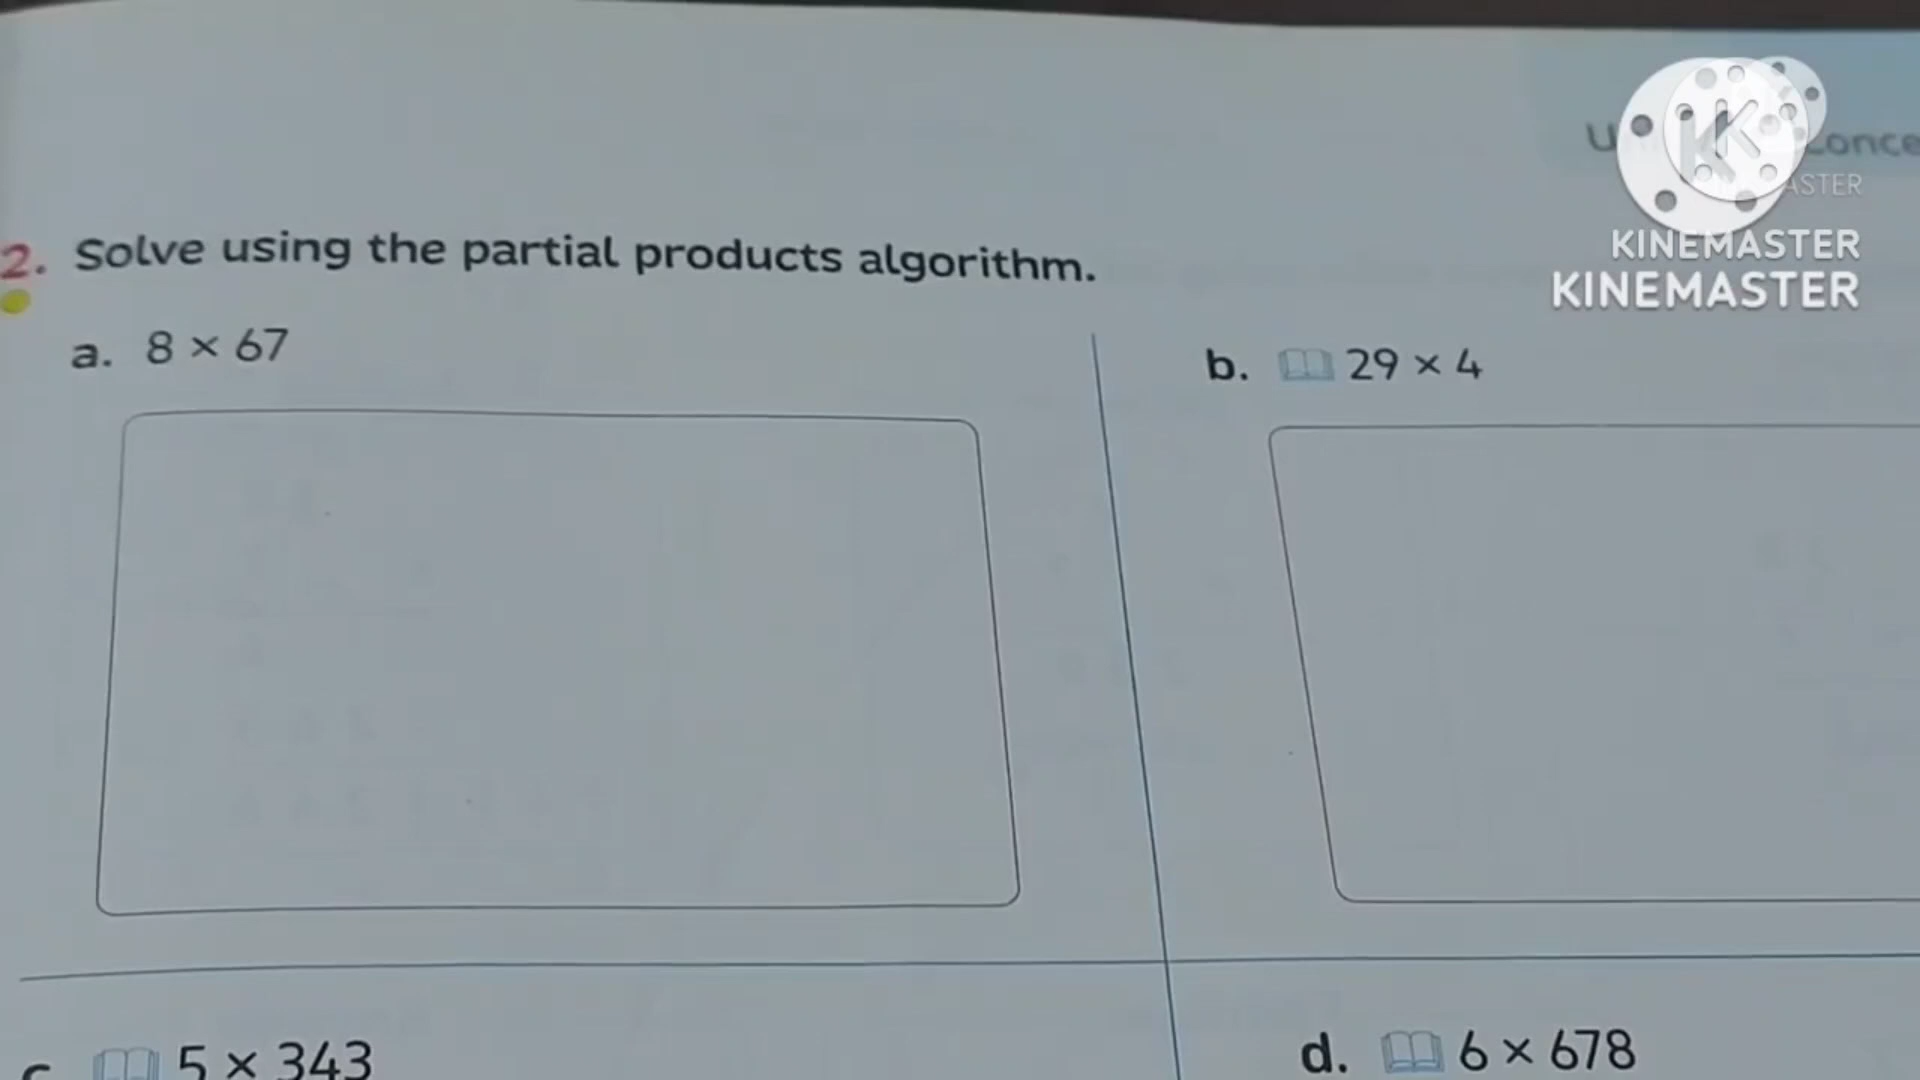 2. Solve using the partial products algorithm.
a. 8 × 67
b. 29 × 4
5 × 343
d. 6 × 678
KINEMASTER
KINEMASTER